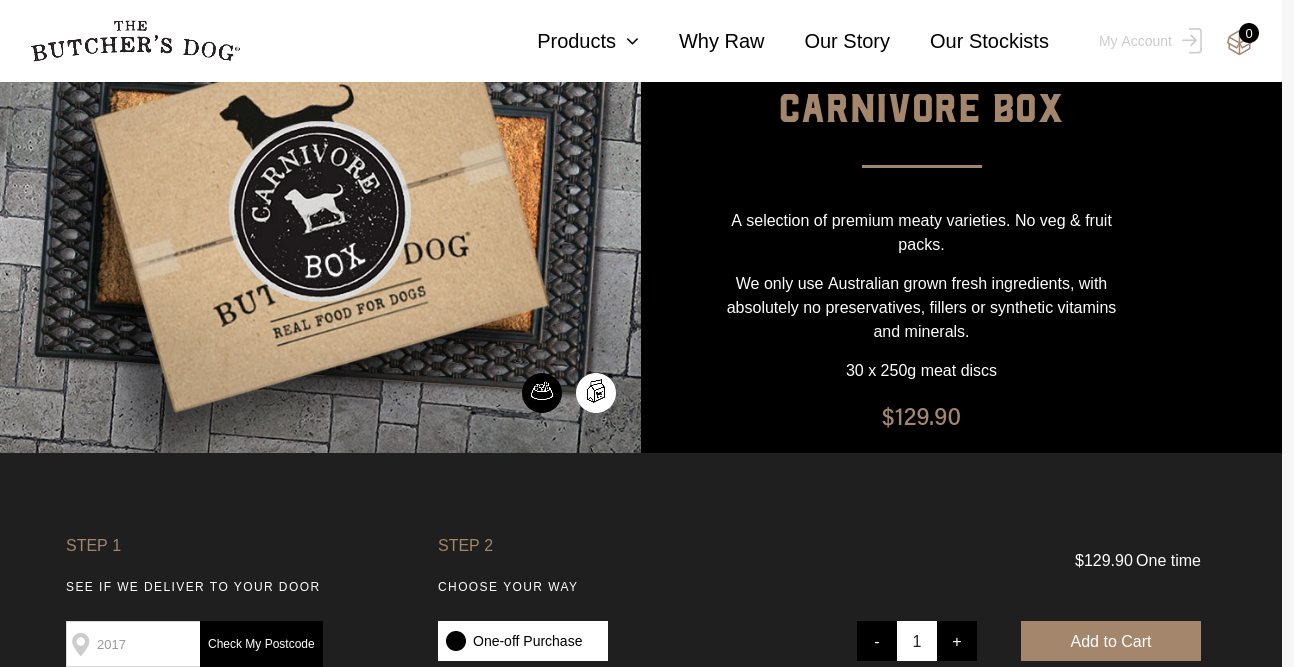 THE
BUTCHER'S DOG
Products
Why Raw
Our Story
Our Stockists
My Account
0
CARNIVORE
BOX
DOG
REAL FOOD FOR DOGS
CARNIVORE BOX
A selection of premium meaty varieties. No veg & fruit
packs.
We only use Australian grown fresh ingredients, with
absolutely no preservatives, fillers or synthetic vitamins
and minerals.
30 x 250g meat discs
$129.90
STEP 1
SEE IF WE DELIVER TO YOUR DOOR
2017
Check My Postcode
STEP 2
CHOOSE YOUR WAY
One-off Purchase
$129.90 One time
- 1 +
Add to Cart